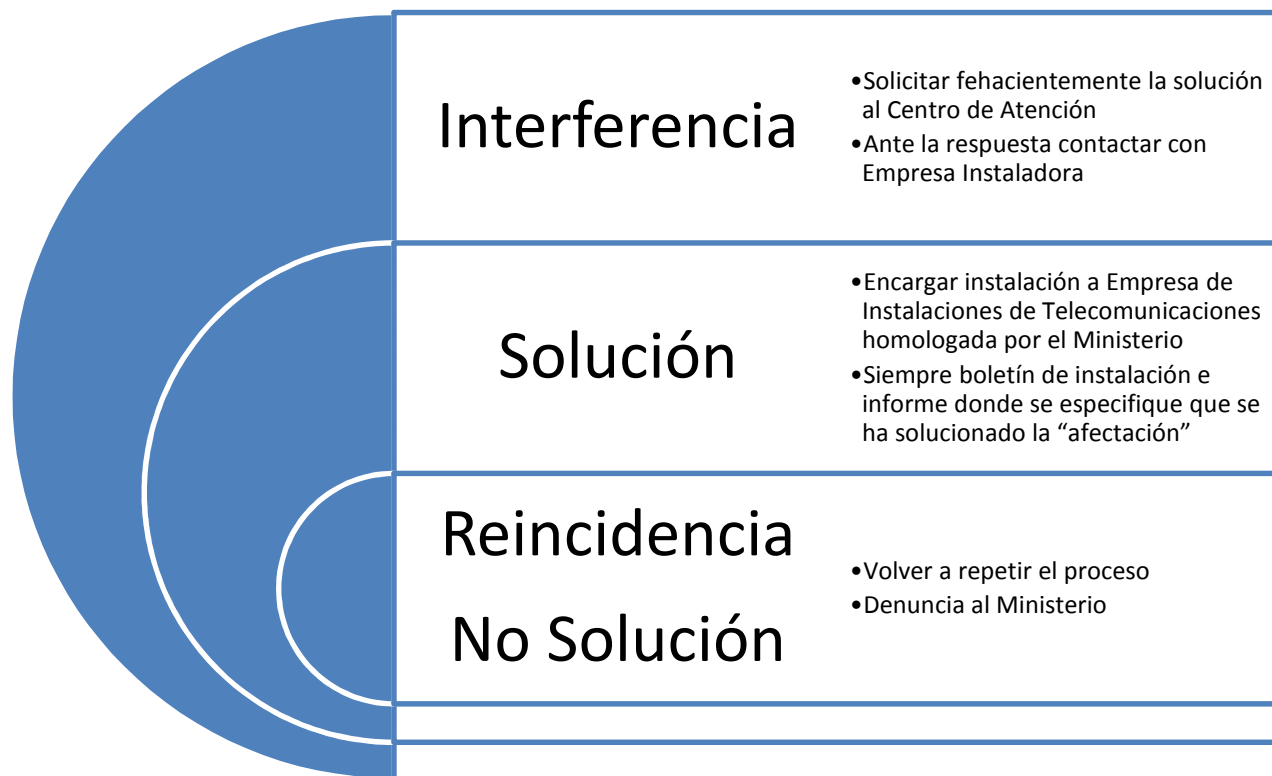 Interferencia
•Solicitar fehacientemente la solución
al Centro de Atención
•Ante la respuesta contactar con
Empresa Instaladora
Solución
•Encargar instalación a Empresa de
Instalaciones de Telecomunicaciones
homologada por el Ministerio
•Siempre boletín de instalación e
informe donde se especifique que se
ha solucionado la “afectación”
Reincidencia
No Solución
•Volver a repetir el proceso
•Denuncia al Ministerio